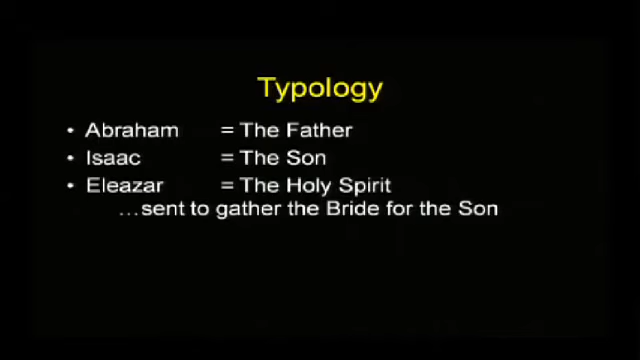 Typology
• Abraham = The Father
• Isaac = The Son
• Eleazar = The Holy Spirit
…sent to gather the Bride for the Son